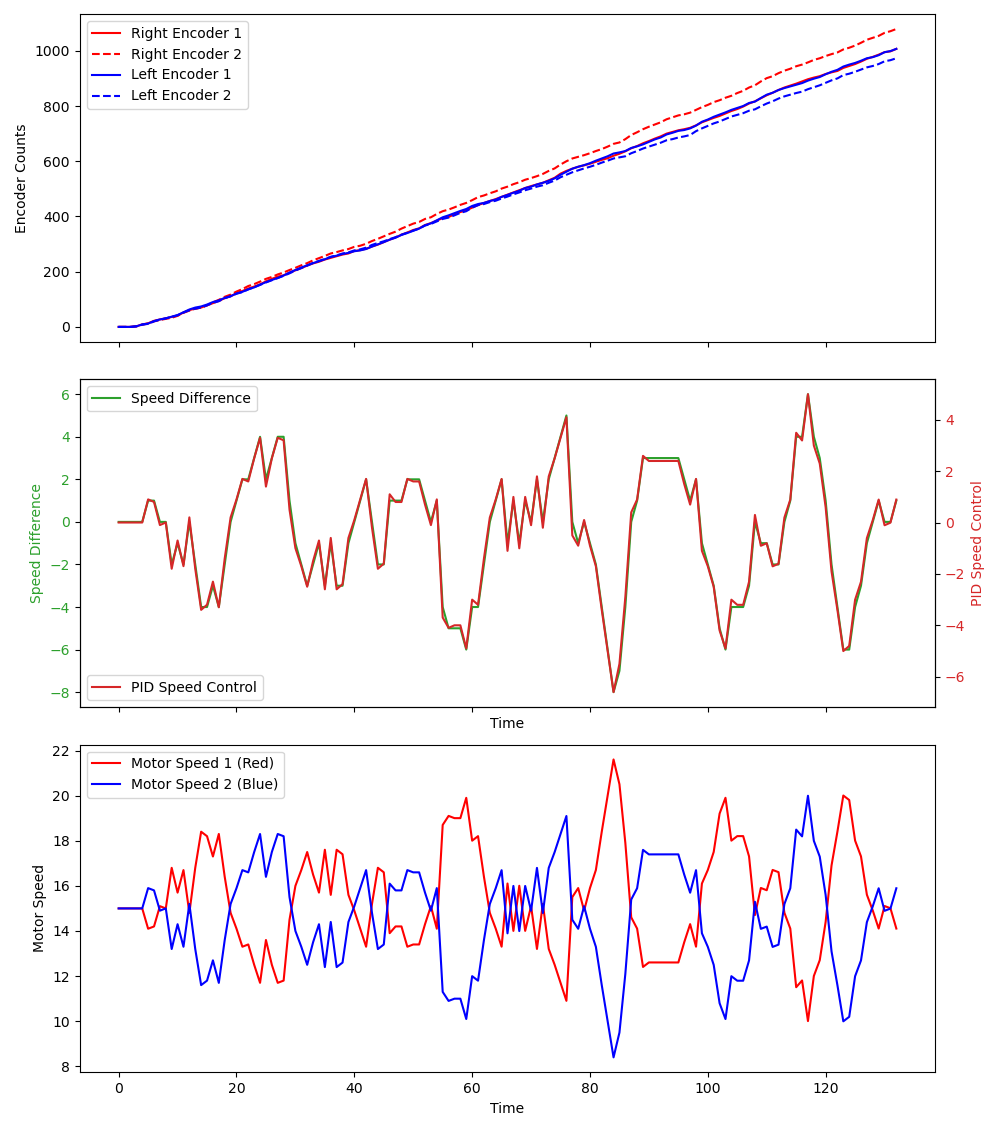 Right Encoder 1
Right Encoder 2
Left Encoder 1
Left Encoder 2
Encoder Counts
1000
800
600
400
200
0
Speed Difference
PID Speed Control
Speed Difference
6
4
2
0
−2
−4
−6
−8
PID Speed Control
4
2
0
−2
−4
−6
Time
Motor Speed 1 (Red)
Motor Speed 2 (Blue)
Motor Speed
22
20
18
16
14
12
10
8
0 20 40 60 80 100 120
Time